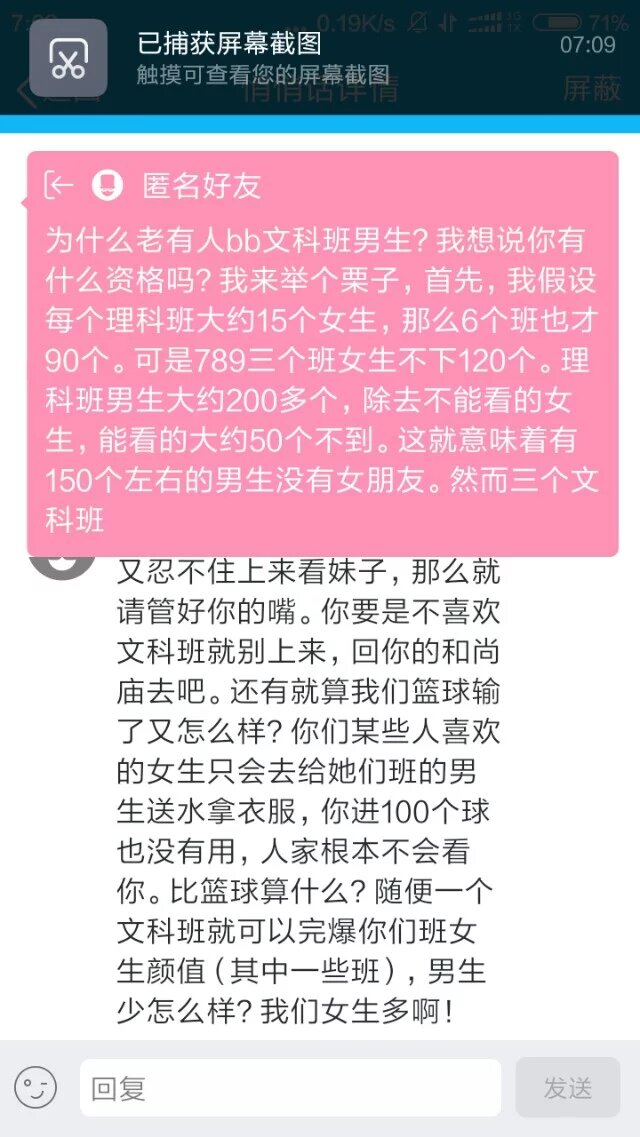 7:
0.19K/s
3G
1X
71%
已捕获屏幕截图
07:09
触摸可查看您的屏幕截图
悄悄话详情
屏蔽
匿名好友
为什么老有人bb文科班男生？我想说你有
什么资格吗？我来举个栗子，首先，我假设
每个理科班大约15个女生，那么6个班也才
90个。可是789三个班女生不下120个。理
科班男生大约200多个，除去不能看的女
生，能看的大约50个不到。这就意味着有
150个左右的男生没有女朋友。然而三个文
科班
又忍不住上来看妹子，那么就
请管好你的嘴。你要是不喜欢
文科班就别上来，回你的和尚
庙去吧。还有就算我们篮球输
了又怎么样？你们某些人喜欢
的女生只会去给她们班的男
生送水拿衣服，你进100个球
也没有用，人家根本不会看
你。比篮球算什么？随便一个
文科班就可以完爆你们班女
生颜值（其中一些班），男生
少怎么样？我们女生多啊！
回复
发送